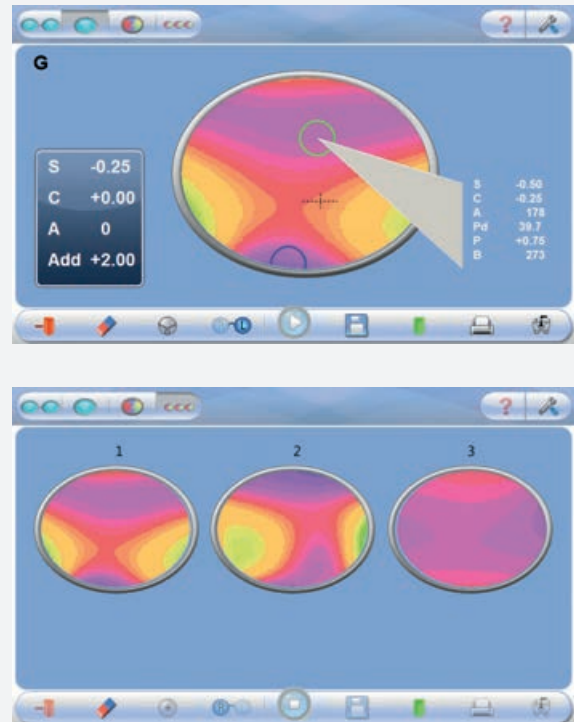 G
S -0.25
C +0.00
A 0
Add +2.00
S -0.50
C -0.25
A 178
Pd 39.7
P +0.75
B 273
?
R L
?
1 2 3